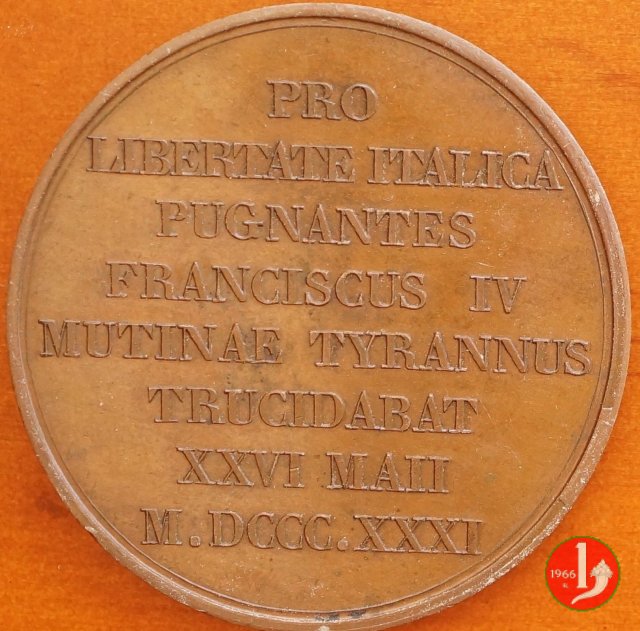 PRO
LIBERTATE ITALICA
PUGNANTES
FRANCISCUS IV
MUTINAE TYRANNUS
TRUCIDABAT
XXVI MAII
M.DCCC.XXXI
1966